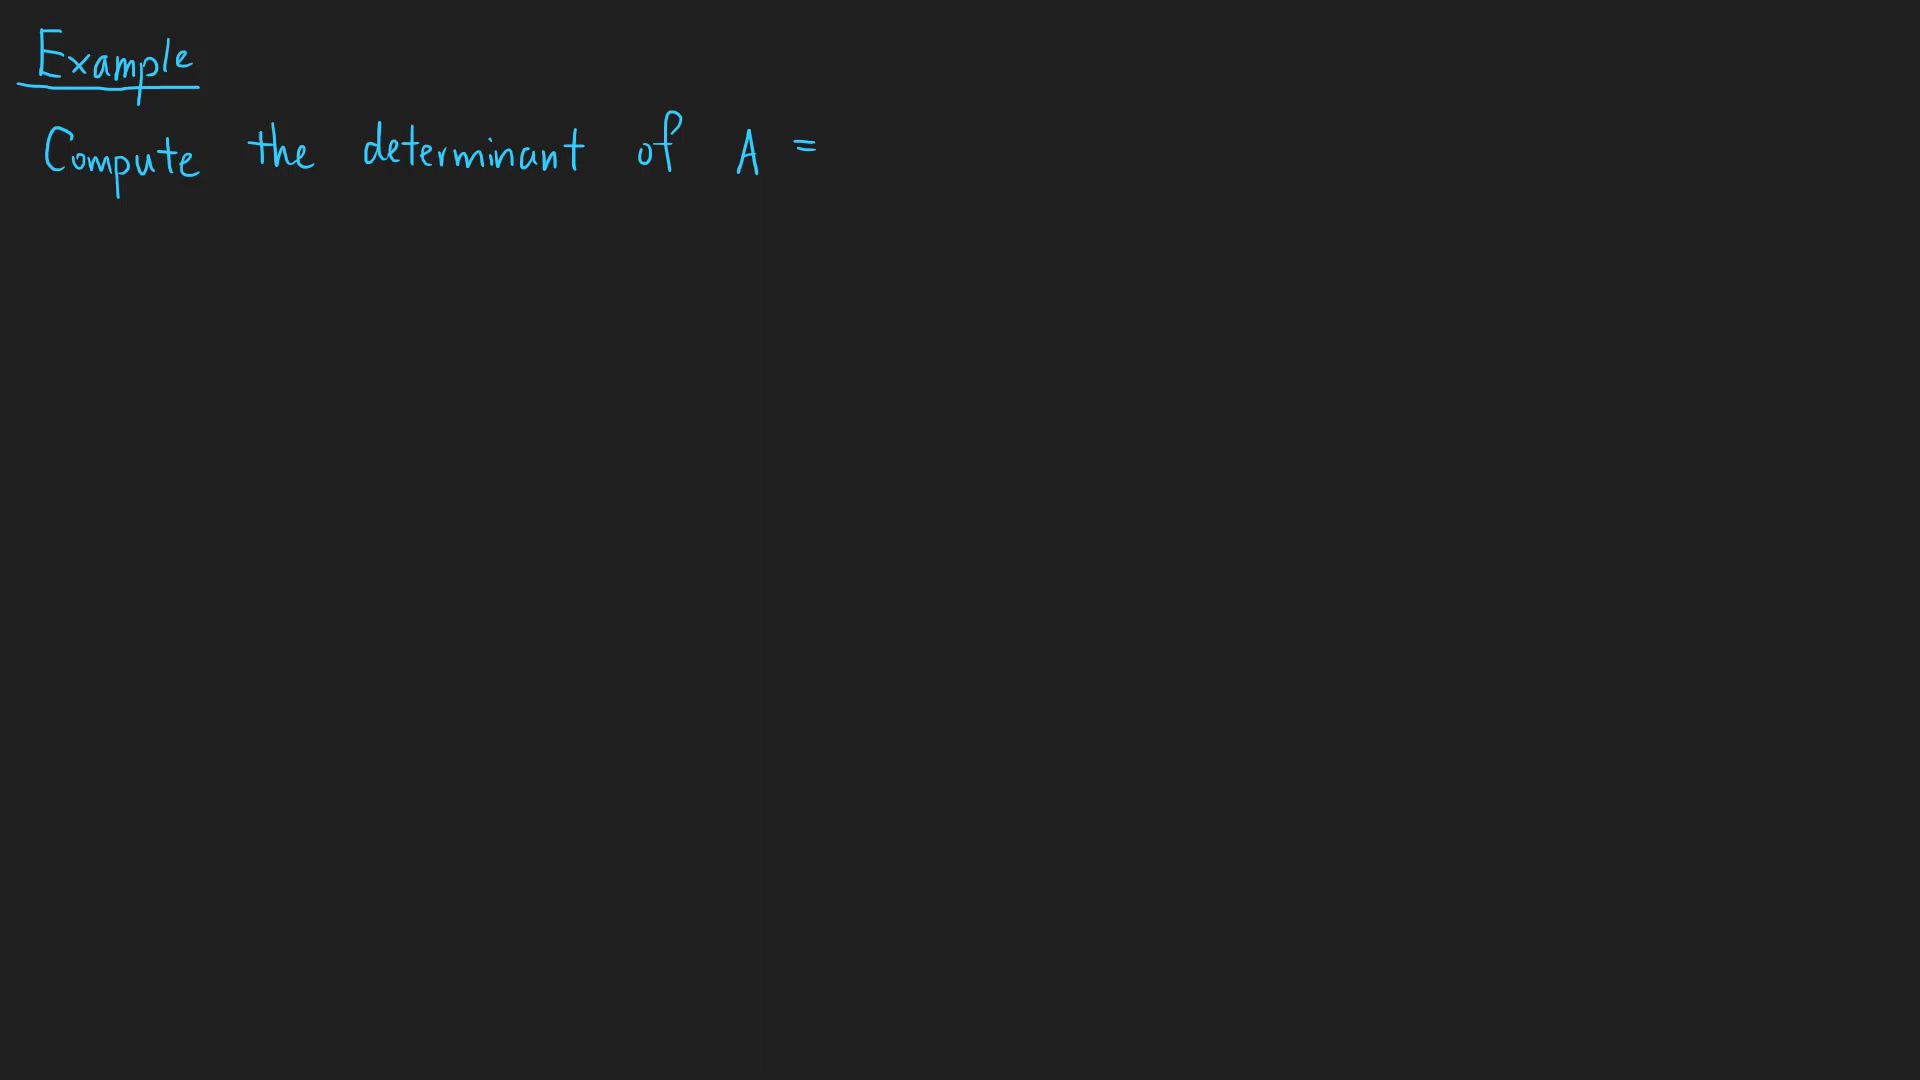 Example
Compute the determinant of A =